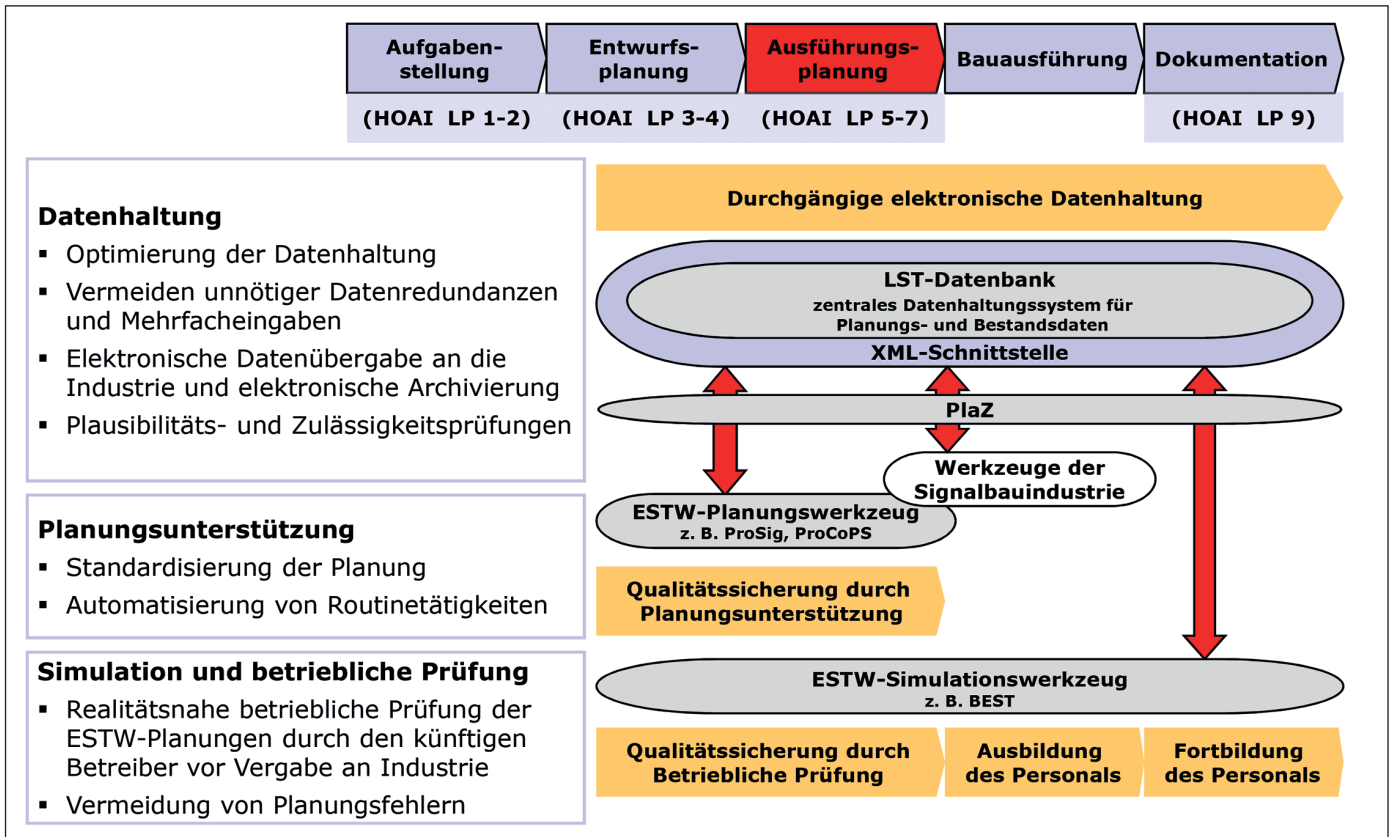 Aufgaben-
stellung
Entwurfs-
planung
Ausführungs-
planung
Bauausführung
Dokumentation
(HOAI LP 1-2)
(HOAI LP 3-4)
(HOAI LP 5-7)
(HOAI LP 9)
Datenhaltung
▪ Optimierung der Datenhaltung
▪ Vermeiden unnötiger Datenredundanzen
und Mehrfacheingaben
▪ Elektronische Datenübergabe an die
Industrie und elektronische Archivierung
▪ Plausibilitäts- und Zulässigkeitsprüfungen
Durchgängige elektronische Datenhaltung
LST-Datenbank
zentrales Datenhaltungssystem für
Planungs- und Bestandsdaten
XML-Schnittstelle
PlaZ
Werkzeuge der
Signalbauindustrie
Planungsunterstützung
▪ Standardisierung der Planung
▪ Automatisierung von Routinetätigkeiten
ESTW-Planungswerkzeug
z. B. ProSig, ProCoPS
Qualitätssicherung durch
Planungsunterstützung
Simulation und betriebliche Prüfung
▪ Realitätsnahe betriebliche Prüfung der
ESTW-Planungen durch den künftigen
Betreiber vor Vergabe an Industrie
▪ Vermeidung von Planungsfehlern
ESTW-Simulationswerkzeug
z. B. BEST
Qualitätssicherung durch
Betriebliche Prüfung
Ausbildung
des Personals
Fortbildung
des Personals